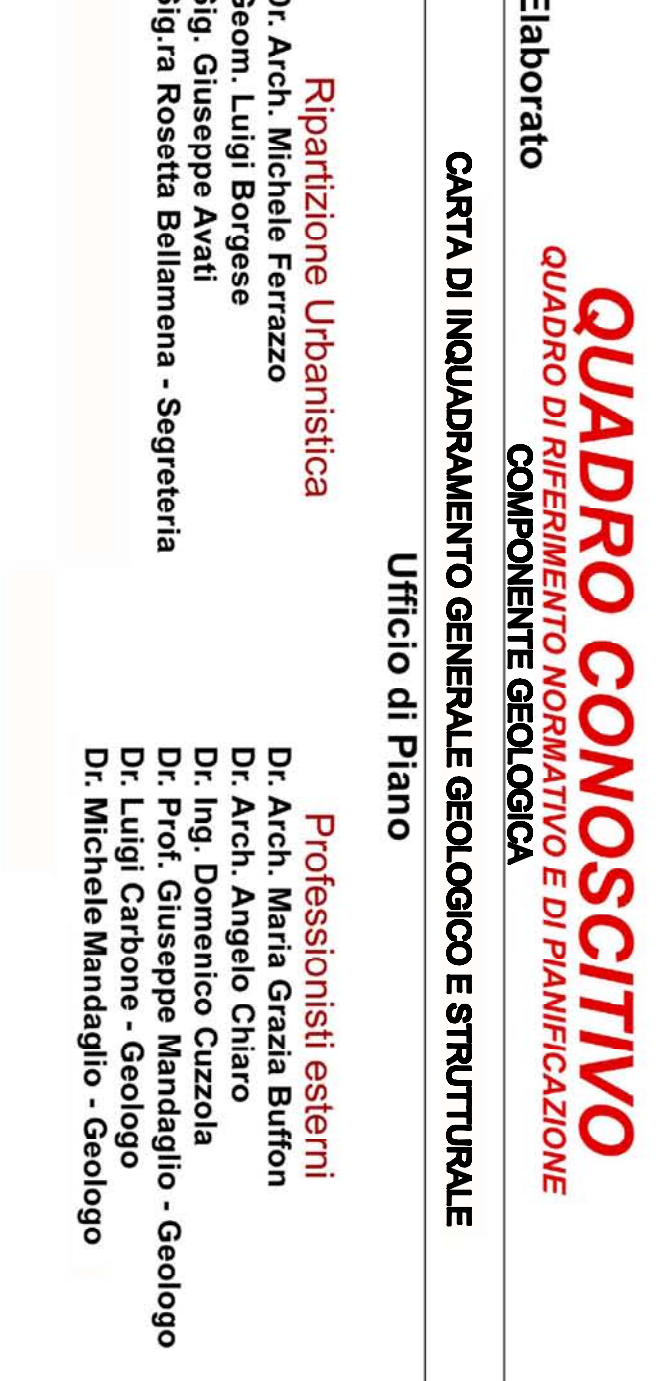 QUADRO CONOSCITIVO
QUADRO DI RIFERIMENTO NORMATIVO E DI PIANIFICAZIONE
Elaborato
COMPONENTE GEOLOGICA
CARTA DI INQUADRAMENTO GENERALE GEOLOGICO E STRUTTURALE
Ufficio di Piano
Ripartizione Urbanistica
Dr. Arch. Michele Ferrazzo
Geom. Luigi Borgese
Sig. Giuseppe Avati
Sig.ra Rosetta Bellamena - Segreteria
Professionisti esterni
Dr. Arch. Maria Grazia Buffon
Dr. Arch. Angelo Chiaro
Dr. Ing. Domenico Cuzzola
Dr. Prof. Giuseppe Mandaglio - Geologo
Dr. Luigi Carbone - Geologo
Dr. Michele Mandaglio - Geologo